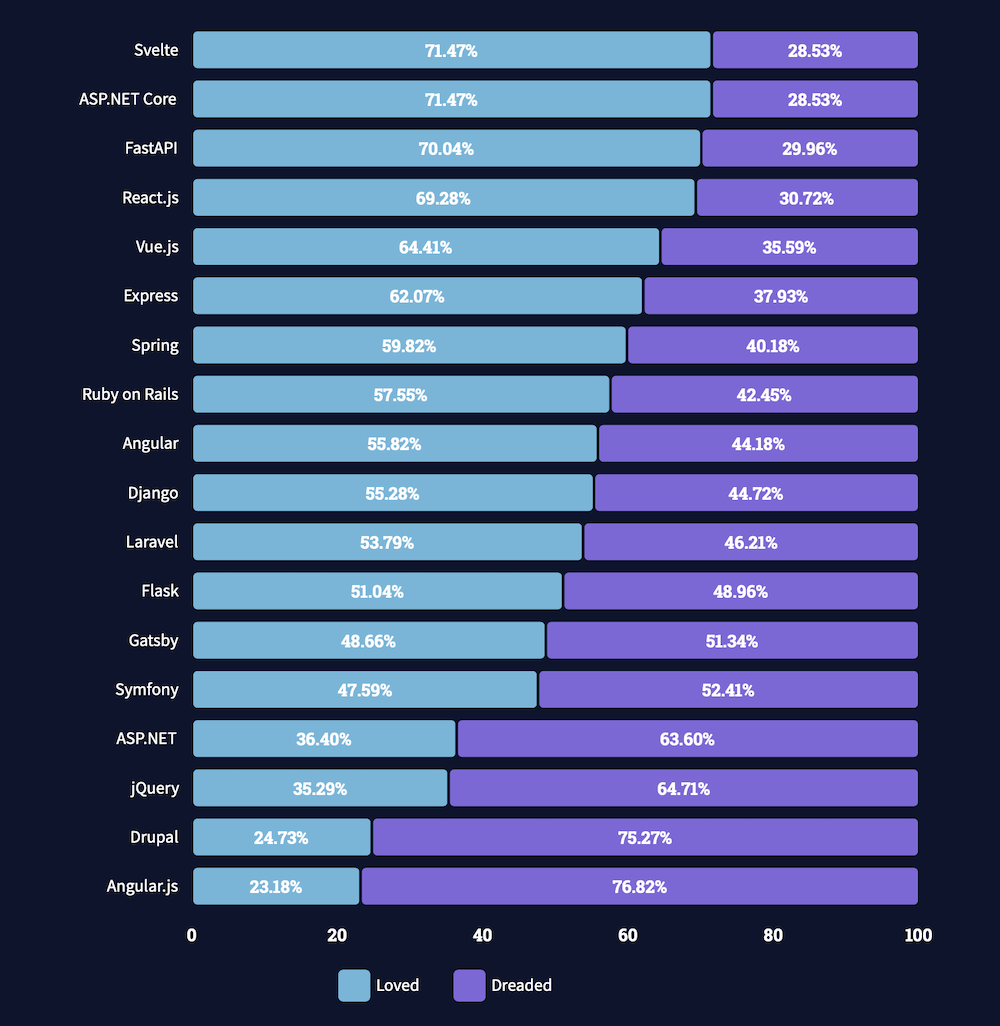 Svelte 71.47% 28.53%
ASP.NET Core 71.47% 28.53%
FastAPI 70.04% 29.96%
React.js 69.28% 30.72%
Vue.js 64.41% 35.59%
Express 62.07% 37.93%
Spring 59.82% 40.18%
Ruby on Rails 57.55% 42.45%
Angular 55.82% 44.18%
Django 55.28% 44.72%
Laravel 53.79% 46.21%
Flask 51.04% 48.96%
Gatsby 48.66% 51.34%
Symfony 47.59% 52.41%
ASP.NET 36.40% 63.60%
jQuery 35.29% 64.71%
Drupal 24.73% 75.27%
Angular.js 23.18% 76.82%
0 20 40 60 80 100
Loved Dreaded